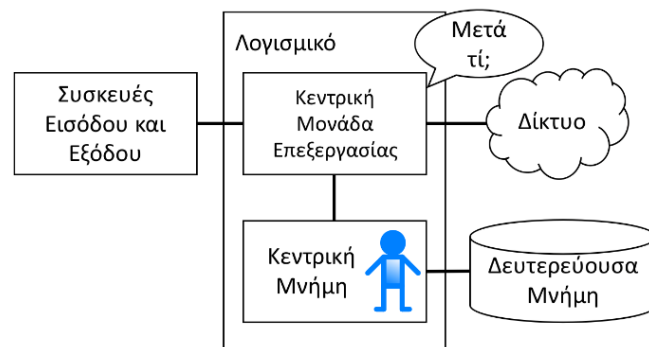 Λογισμικό
Μετά
τί;
Συσκευές
Εισόδου και
Εξόδου
Κεντρική
Μονάδα
Επεξεργασίας
Δίκτυο
Κεντρική
Μνήμη
Δευτερεύουσα
Μνήμη